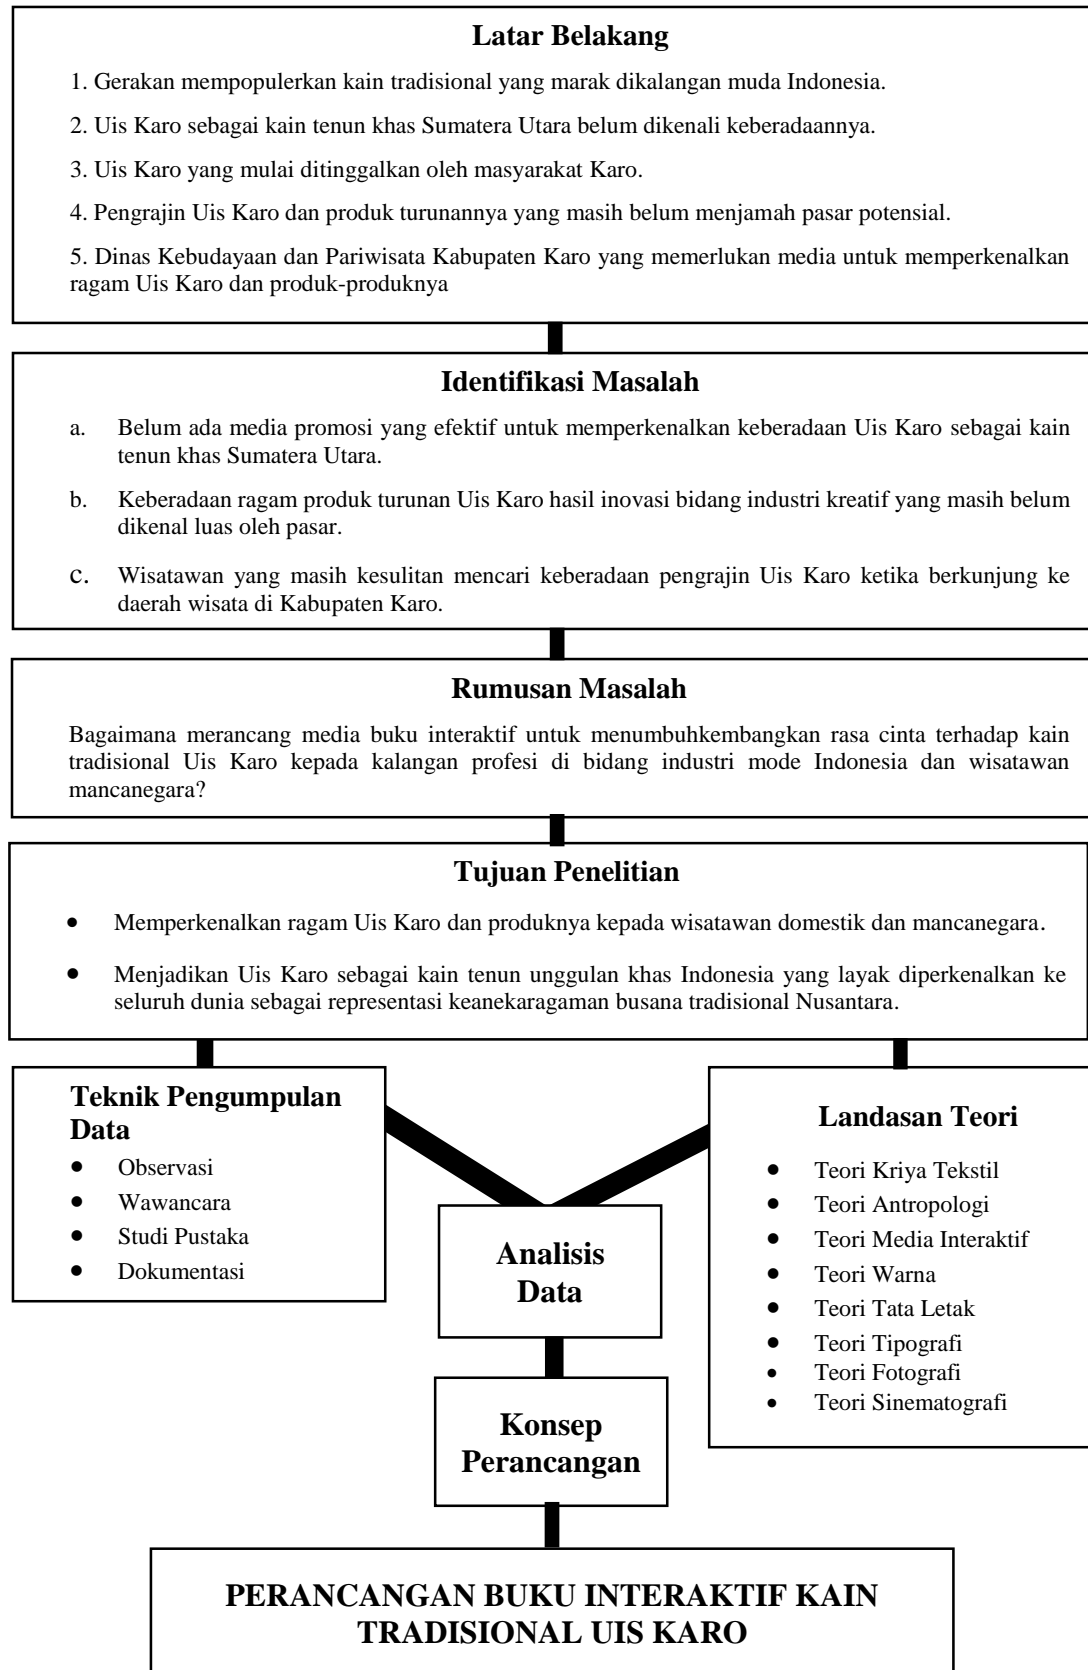 Latar Belakang
1. Gerakan mempopulerkan kain tradisional yang marak dikalangan muda Indonesia.
2. Uis Karo sebagai kain tenun khas Sumatera Utara belum dikenali keberadaannya.
3. Uis Karo yang mulai ditinggalkan oleh masyarakat Karo.
4. Pengrajin Uis Karo dan produk turunannya yang masih belum menjamah pasar potensial.
5. Dinas Kebudayaan dan Pariwisata Kabupaten Karo yang memerlukan media untuk memperkenalkan
ragam Uis Karo dan produk-produknya
Identifikasi Masalah
a. Belum ada media promosi yang efektif untuk memperkenalkan keberadaan Uis Karo sebagai kain
tenun khas Sumatera Utara.
b. Keberadaan ragam produk turunan Uis Karo hasil inovasi bidang industri kreatif yang masih belum
dikenal luas oleh pasar.
c. Wisatawan yang masih kesulitan mencari keberadaan pengrajin Uis Karo ketika berkunjung ke
daerah wisata di Kabupaten Karo.
Rumusan Masalah
Bagaimana merancang media buku interaktif untuk menumbuhkembangkan rasa cinta terhadap kain
tradisional Uis Karo kepada kalangan profesi di bidang industri mode Indonesia dan wisatawan
mancanegara?
Tujuan Penelitian
• Memperkenalkan ragam Uis Karo dan produknya kepada wisatawan domestik dan mancanegara.
• Menjadikan Uis Karo sebagai kain tenun unggulan khas Indonesia yang layak diperkenalkan ke
seluruh dunia sebagai representasi keanekaragaman busana tradisional Nusantara.
Teknik Pengumpulan
Data
• Observasi
• Wawancara
• Studi Pustaka
• Dokumentasi
Landasan Teori
• Teori Kriya Tekstil
• Teori Antropologi
• Teori Media Interaktif
• Teori Warna
• Teori Tata Letak
• Teori Tipografi
• Teori Fotografi
• Teori Sinematografi
Analisis
Data
Konsep
Perancangan
PERANCANGAN BUKU INTERAKTIF KAIN
TRADISIONAL UIS KARO